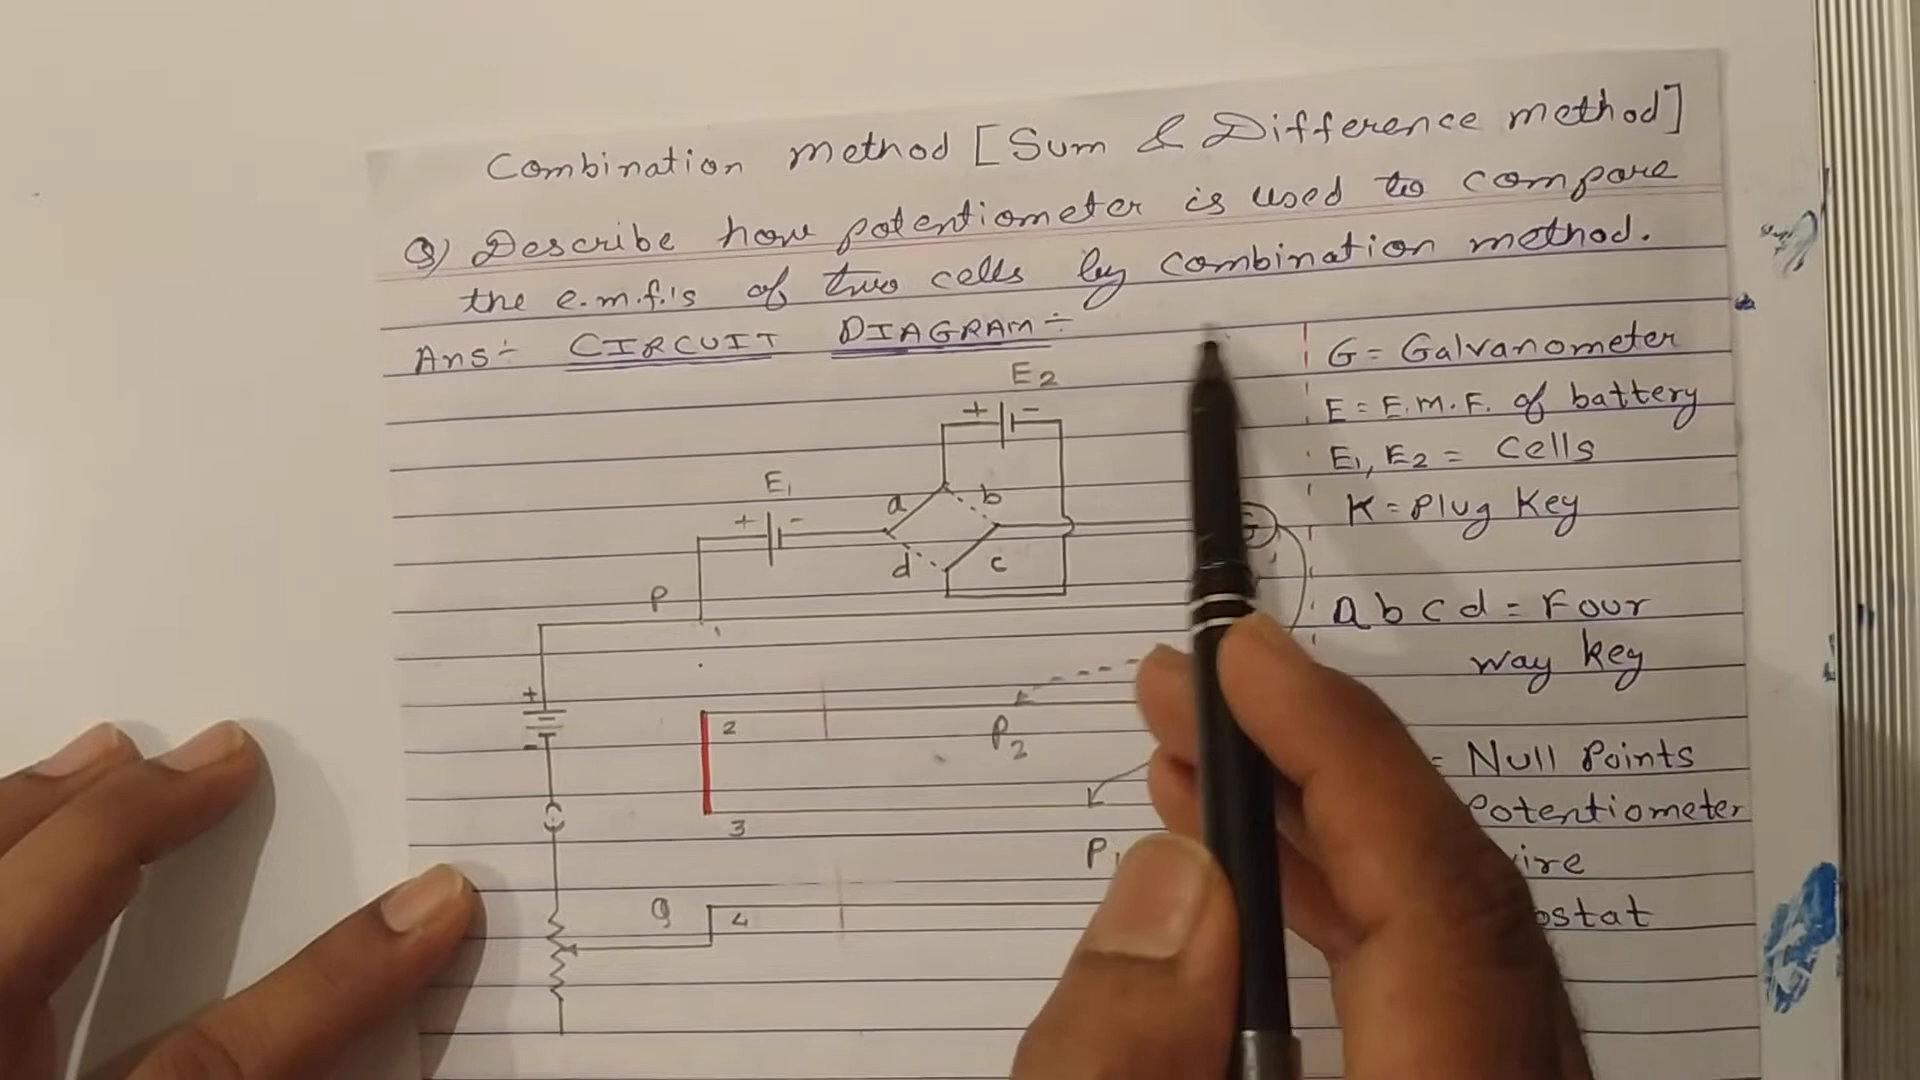 Combination method [Sum & Difference method]
Q) Describe how potentiometer is used to compare
the e.m.f.'s of two cells by combination method.
Ans:- CIRCUIT DIAGRAM:-
G = Galvanometer
E = E.M.F. of battery
E1, E2 = Cells
K = Plug Key
a b c d = Four
way key
= Null Points
Potentiometer
E2
+ -
E1
+ -
a b
d c
P
+
-
2
P2
3
P1
Q
4